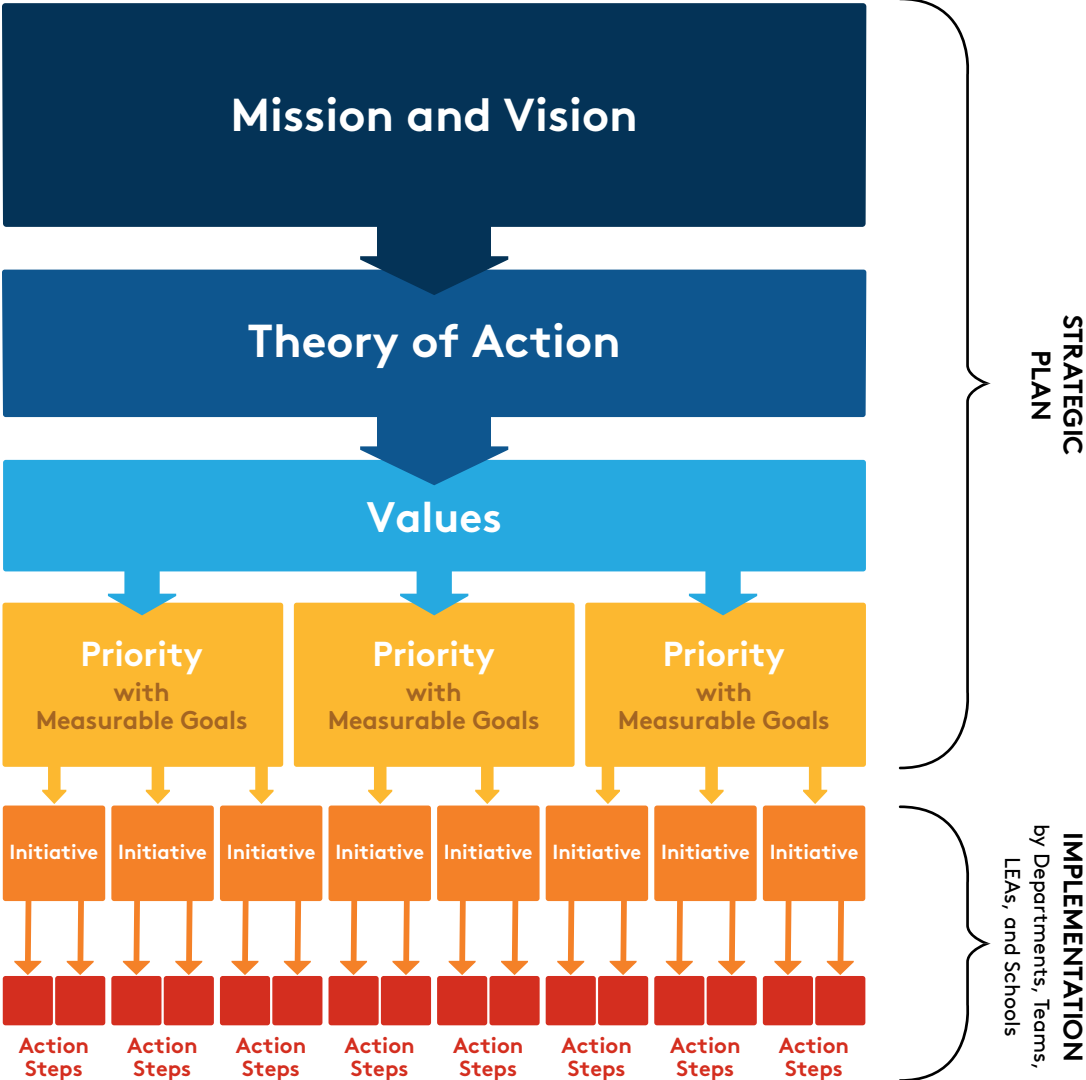 Mission and Vision
Theory of Action
Values
Priority
with
Measurable Goals
Priority
with
Measurable Goals
Priority
with
Measurable Goals
STRATEGIC
PLAN
Initiative
Initiative
Initiative
Initiative
Initiative
Initiative
Initiative
Initiative
Action
Steps
Action
Steps
Action
Steps
Action
Steps
Action
Steps
Action
Steps
Action
Steps
Action
Steps
IMPLEMENTATION
by Departments, Teams,
LEAs, and Schools